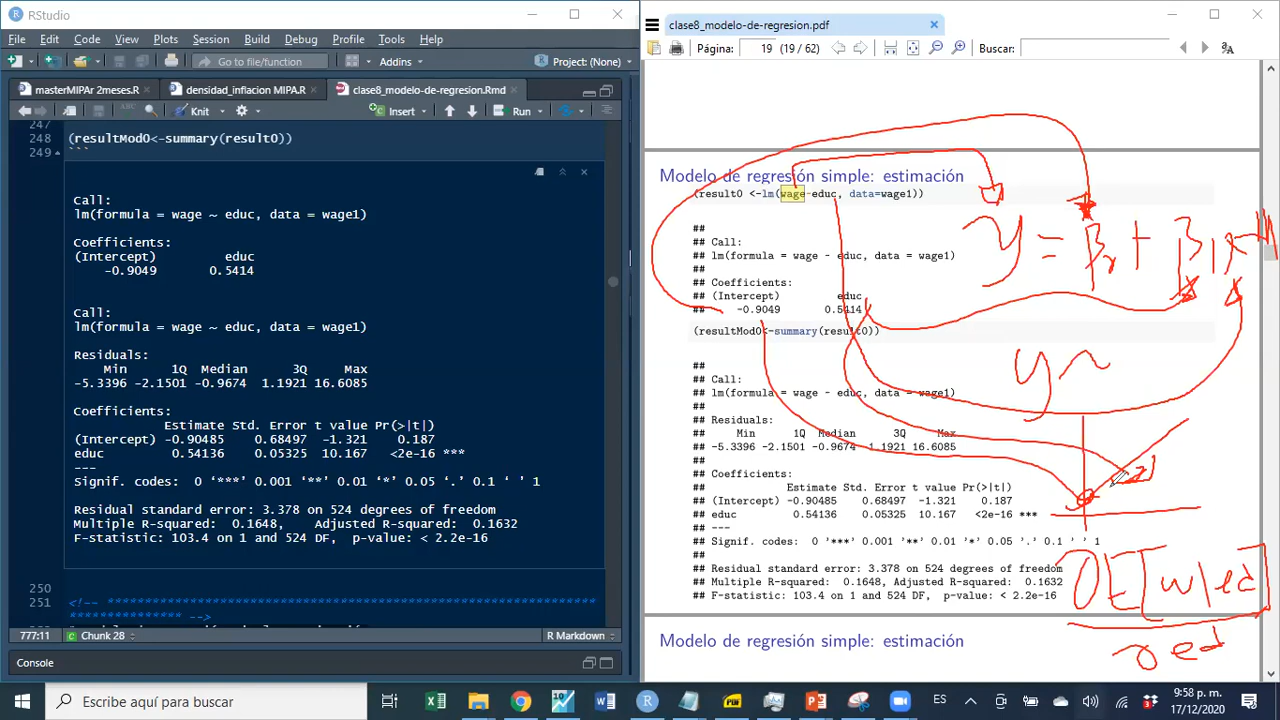 RStudio
File Edit Code View Plots Session Build Debug Profile Tools Help
Go to file/function
Addins
Project: (None)
masterMIPAr 2meses.R
densidad_inflacion MIPA.R
clase8_modelo-de-regresion.Rmd
Knit
Insert
Run
247
248 (resultMod0<-summary(result0))
249 ```
Call:
lm(formula = wage ~ educ, data = wage1)
Coefficients:
(Intercept) educ
-0.9049 0.5414
Call:
lm(formula = wage ~ educ, data = wage1)
Residuals:
Min 1Q Median 3Q Max
-5.3396 -2.1501 -0.9674 1.1921 16.6085
Coefficients:
Estimate Std. Error t value Pr(>|t|)
(Intercept) -0.90485 0.68497 -1.321 0.187
educ 0.54136 0.05325 10.167 <2e-16 ***
---
Signif. codes: 0 ‘***’ 0.001 ‘**’ 0.01 ‘*’ 0.05 ‘.’ 0.1 ‘ ’ 1
Residual standard error: 3.378 on 524 degrees of freedom
Multiple R-squared: 0.1648, Adjusted R-squared: 0.1632
F-statistic: 103.4 on 1 and 524 DF, p-value: < 2.2e-16
250
251 <!-- ****************************************************************
*************** -->
777:11 Chunk 28 R Markdown
Console
clase8_modelo-de-regresion.pdf
Página: 19 (19 / 62)
Buscar:
Modelo de regresión simple: estimación
(result0 <-lm(wage~educ, data=wage1))
##
## Call:
## lm(formula = wage ~ educ, data = wage1)
##
## Coefficients:
## (Intercept) educ
## -0.9049 0.5414
(resultMod0<-summary(result0))
##
## Call:
## lm(formula = wage ~ educ, data = wage1)
##
## Residuals:
## Min 1Q Median 3Q Max
## -5.3396 -2.1501 -0.9674 1.1921 16.6085
##
## Coefficients:
## Estimate Std. Error t value Pr(>|t|)
## (Intercept) -0.90485 0.68497 -1.321 0.187
## educ 0.54136 0.05325 10.167 <2e-16 ***
## ---
## Signif. codes: 0 '***' 0.001 '**' 0.01 '*' 0.05 '.' 0.1 ' ' 1
##
## Residual standard error: 3.378 on 524 degrees of freedom
## Multiple R-squared: 0.1648, Adjusted R-squared: 0.1632
## F-statistic: 103.4 on 1 and 524 DF, p-value: < 2.2e-16
∂E[w/ed]
∂ed
Modelo de regresión simple: estimación
Escribe aquí para buscar
ES
9:58 p. m.
17/12/2020